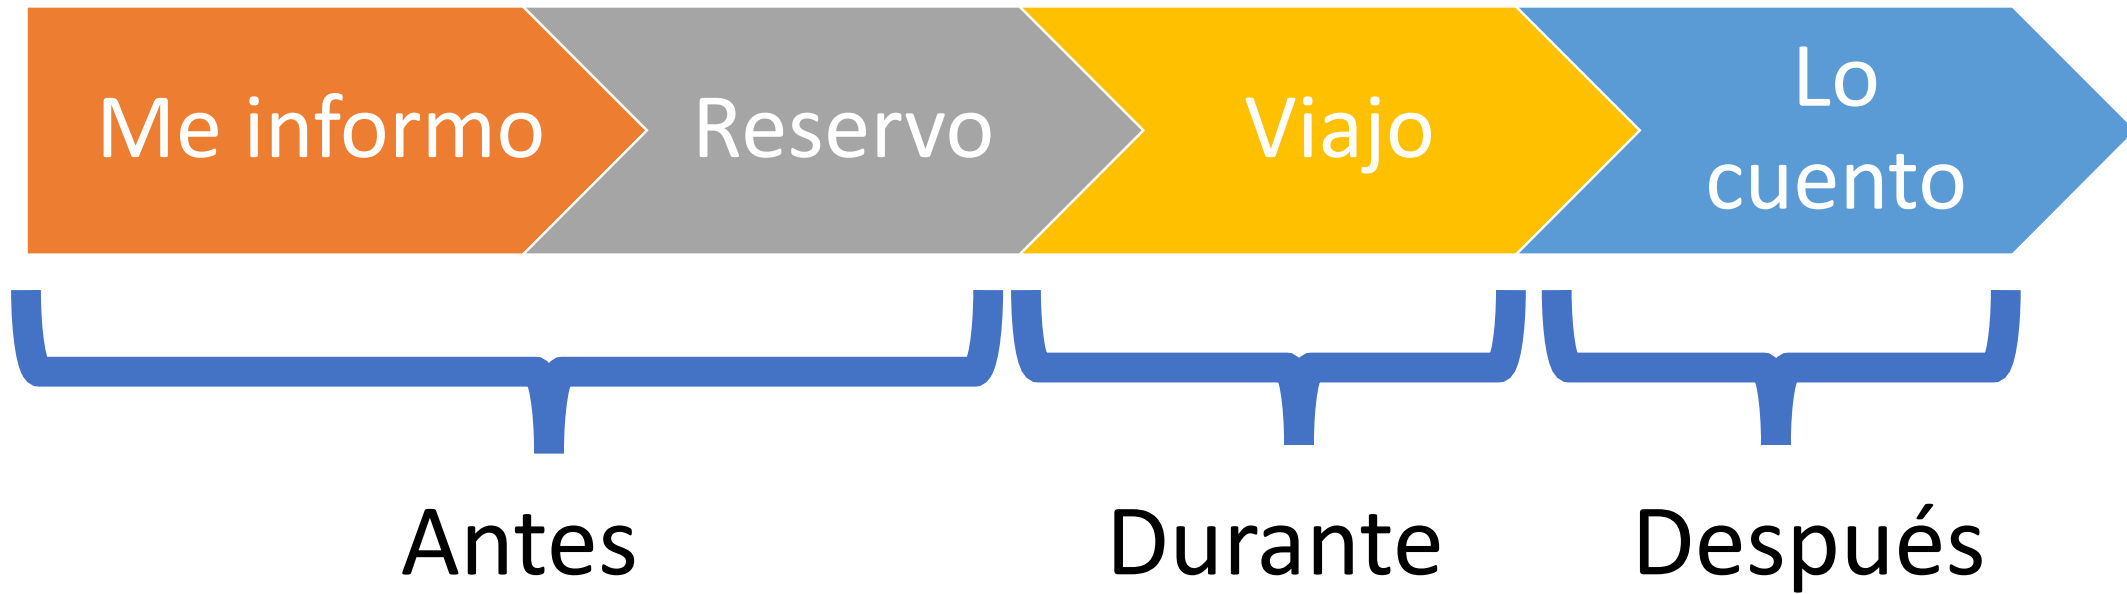 Me informo
Reservo
Viajo
Lo
cuento
Antes
Durante
Después